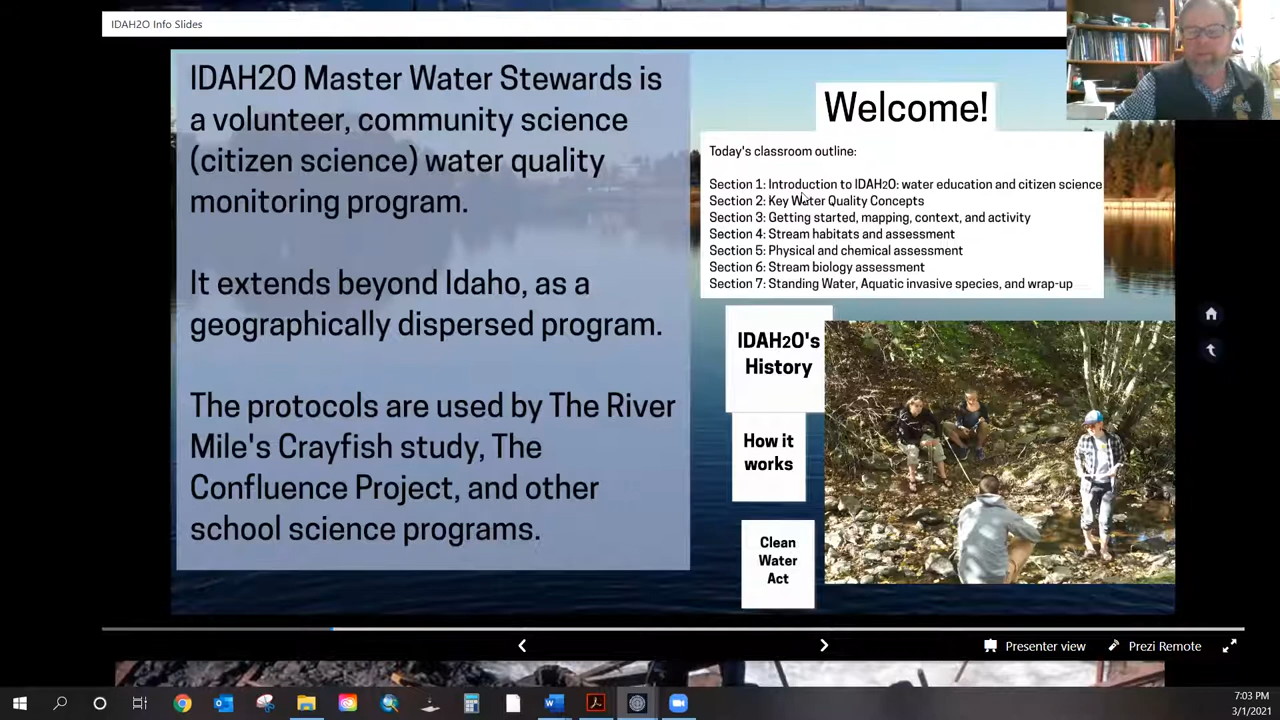 IDAH2O Info Slides
IDAH2O Master Water Stewards is
a volunteer, community science
(citizen science) water quality
monitoring program.
It extends beyond Idaho, as a
geographically dispersed program.
The protocols are used by The River
Mile's Crayfish study, The
Confluence Project, and other
school science programs.
Welcome!
Today's classroom outline:
Section 1: Introduction to IDAH2O: water education and citizen science
Section 2: Key Water Quality Concepts
Section 3: Getting started, mapping, context, and activity
Section 4: Stream habitats and assessment
Section 5: Physical and chemical assessment
Section 6: Stream biology assessment
Section 7: Standing Water, Aquatic invasive species, and wrap-up
IDAH2O's
History
How it
works
Clean
Water
Act
Presenter view
Prezi Remote
7:03 PM
3/1/2021